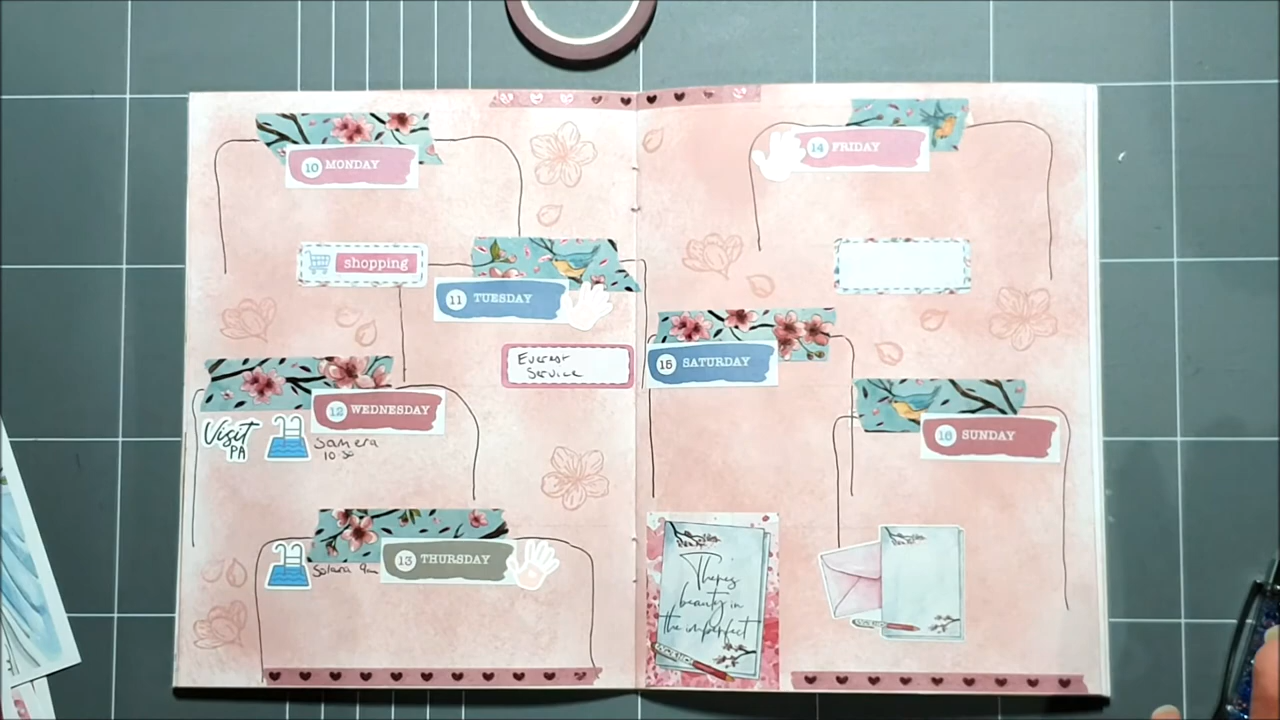 10 MONDAY
shopping
11 TUESDAY
Everest
Service
12 WEDNESDAY
Visit
PA
Samera
10:30
13 THURSDAY
Solara 9am
14 FRIDAY
15 SATURDAY
16 SUNDAY
There's
beauty in
the imperfect